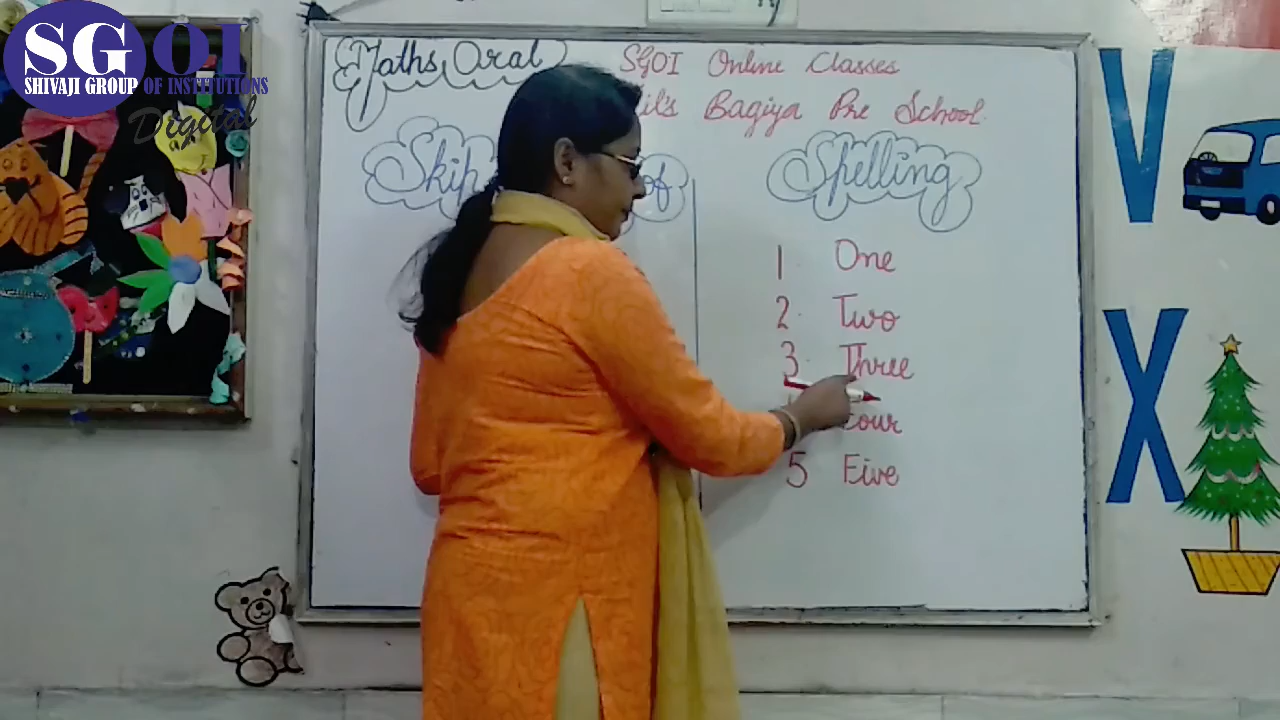 SGOI
SHIVAJI GROUP OF INSTITUTIONS
Digital
Maths Oral
SGOI Online Classes
Bagiya Pre School
Skip of
Spelling
1 One
2. Two
3. Three
Four
5 Five
V
X